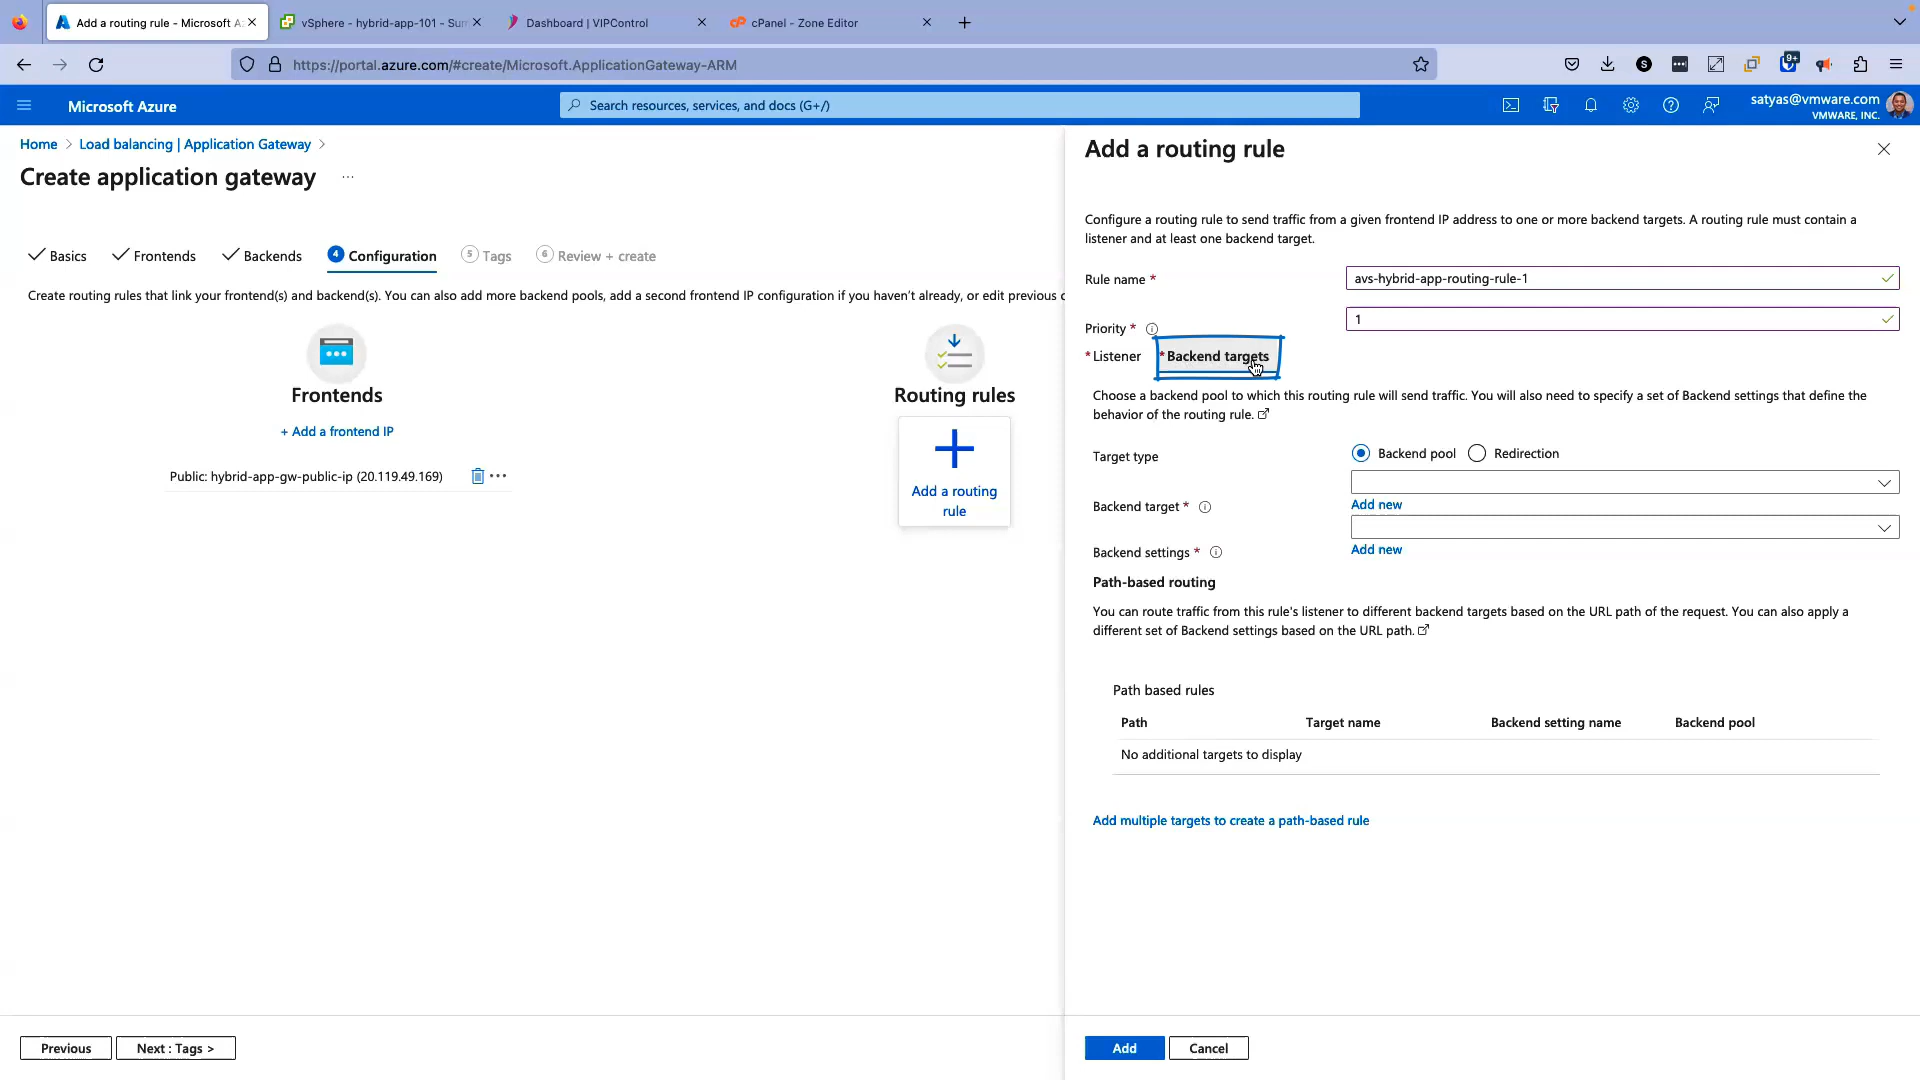 Add a routing rule - Microsoft A
vSphere - hybrid-app-101 - Sum
Dashboard | VIPControl
cPanel - Zone Editor
https://portal.azure.com/#create/Microsoft.ApplicationGateway-ARM
S
9+
Microsoft Azure
Search resources, services, and docs (G+/)
satyas@vmware.com
VMWARE, INC.
Home > Load balancing | Application Gateway >
Create application gateway ...
Basics
Frontends
Backends
4 Configuration
5 Tags
6 Review + create
Create routing rules that link your frontend(s) and backend(s). You can also add more backend pools, add a second frontend IP configuration if you haven't already, or edit previous c
Frontends
+ Add a frontend IP
Public: hybrid-app-gw-public-ip (20.119.49.169)
Routing rules
Add a routing
rule
Previous
Next : Tags >
Add a routing rule
Configure a routing rule to send traffic from a given frontend IP address to one or more backend targets. A routing rule must contain a
listener and at least one backend target.
Rule name *
avs-hybrid-app-routing-rule-1
Priority *
1
* Listener
* Backend targets
Choose a backend pool to which this routing rule will send traffic. You will also need to specify a set of Backend settings that define the
behavior of the routing rule.
Target type
Backend pool
Redirection
Backend target *
Add new
Backend settings *
Add new
Path-based routing
You can route traffic from this rule's listener to different backend targets based on the URL path of the request. You can also apply a
different set of Backend settings based on the URL path.
Path based rules
Path
Target name
Backend setting name
Backend pool
No additional targets to display
Add multiple targets to create a path-based rule
Add
Cancel